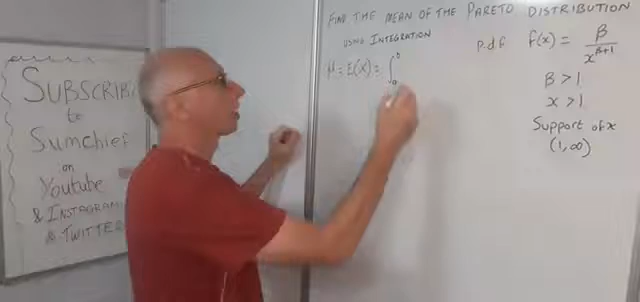 SUBSCRIBE
to
Sumchief
on
Youtube
& INSTAGRAM
& TWITTER
FIND THE MEAN OF THE PARETO DISTRIBUTION
USING INTEGRATION
p.d.f f(x) = β / x^(β+1)
μ = E(X) = ∫
β > 1
x > 1
Support of x
(1, ∞)